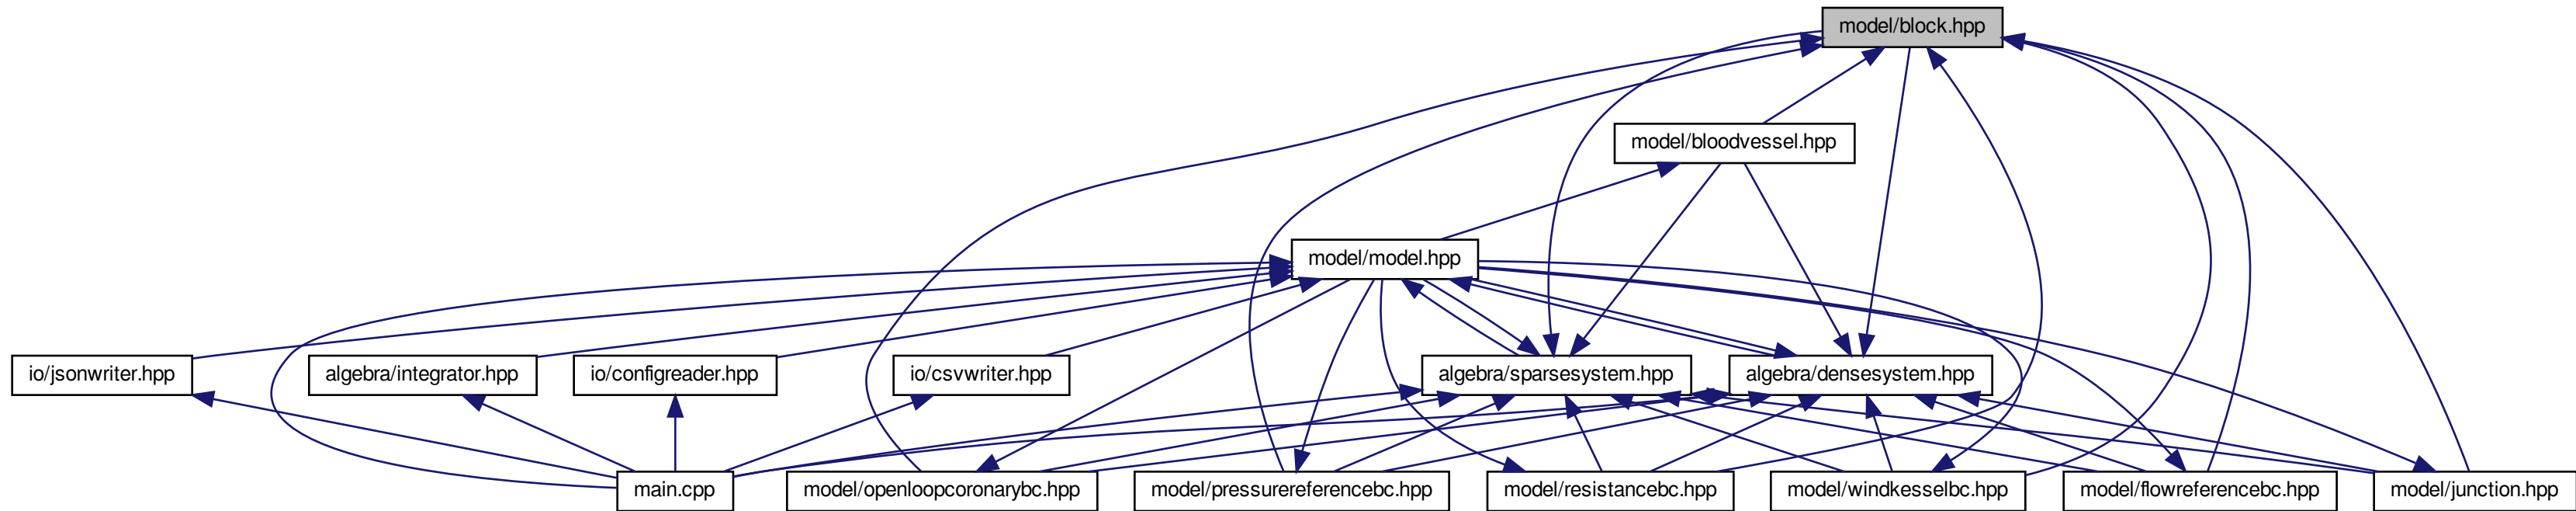 model/block.hpp
model/bloodvessel.hpp
model/model.hpp
io/jsonwriter.hpp
algebra/integrator.hpp
io/configreader.hpp
io/csvwriter.hpp
algebra/sparsesystem.hpp
algebra/densesystem.hpp
main.cpp
model/openloopcoronarybc.hpp
model/pressurereferencebc.hpp
model/resistancebc.hpp
model/windkesselbc.hpp
model/flowreferencebc.hpp
model/junction.hpp